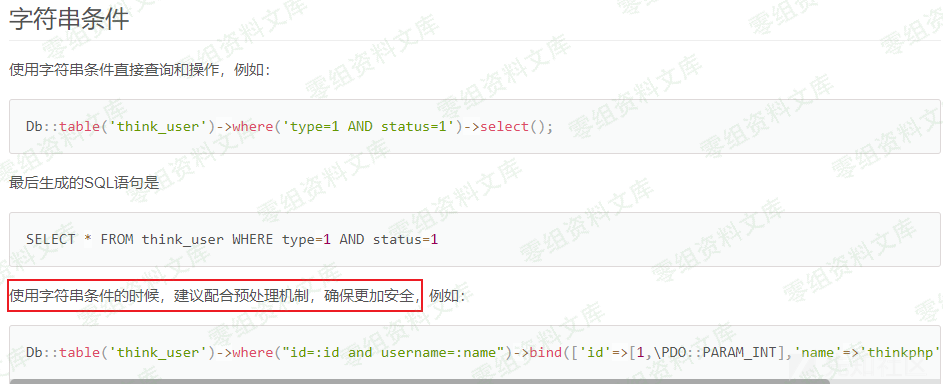 字符串条件
使用字符串条件直接查询和操作，例如：
Db::table('think_user')->where('type=1 AND status=1')->select();
最后生成的SQL语句是
SELECT * FROM think_user WHERE type=1 AND status=1
使用字符串条件的时候，建议配合预处理机制，确保更加安全，例如：
Db::table('think_user')->where("id=:id and username=:name")->bind(['id'=>[1,\PDO::PARAM_INT],'name'=>'thinkphp'
零组资料文库